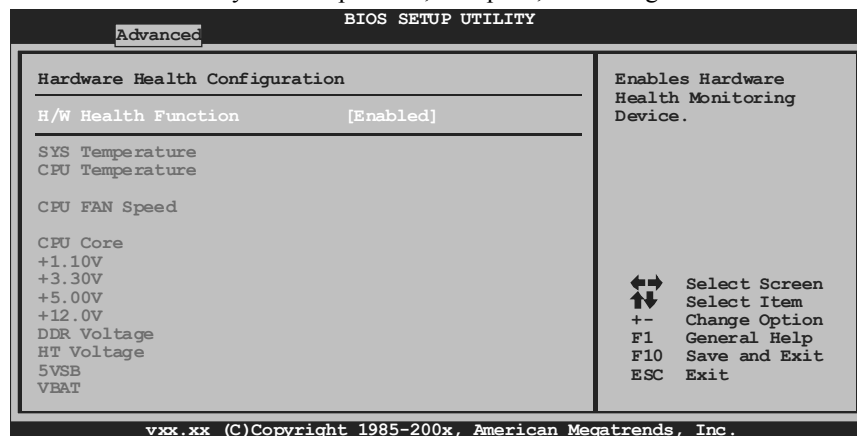 BIOS SETUP UTILITY
Advanced
Hardware Health Configuration
H/W Health Function [Enabled]
SYS Temperature
CPU Temperature
CPU FAN Speed
CPU Core
+1.10V
+3.30V
+5.00V
+12.0V
DDR Voltage
HT Voltage
5VSB
VBAT
Enables Hardware
Health Monitoring
Device.
Select Screen
Select Item
+- Change Option
F1 General Help
F10 Save and Exit
ESC Exit
vxx.xx (C)Copyright 1985-200x, American Megatrends, Inc.